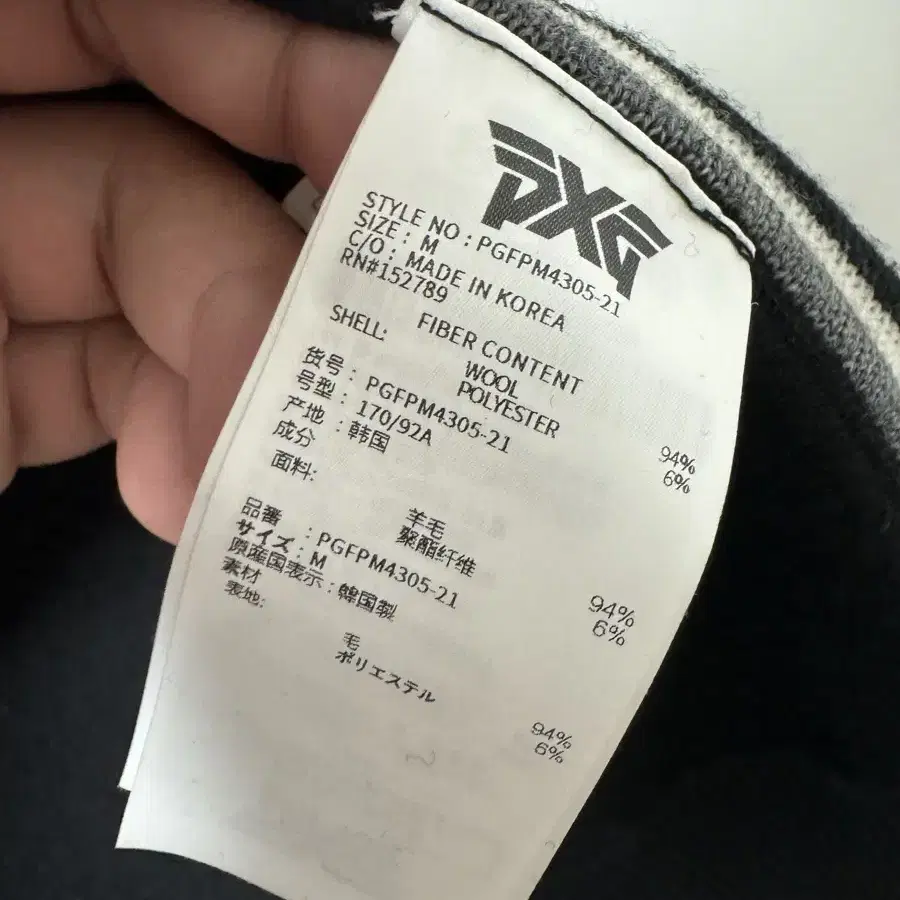 PXG
STYLE NO : PGFPM4305-21
SIZE : M
C/O : MADE IN KOREA
RN#152789
FIBER CONTENT
SHELL:
WOOL 94%
POLYESTER 6%
货号 : PGFPM4305-21
号型 : 170/92A
产地 : 韩国
成分
面料:
羊毛 94%
聚酯纤维 6%
品番 : PGFPM4305-21
サイズ : M
原産国表示 : 韓国製
素材
表地:
毛 94%
ポリエステル 6%